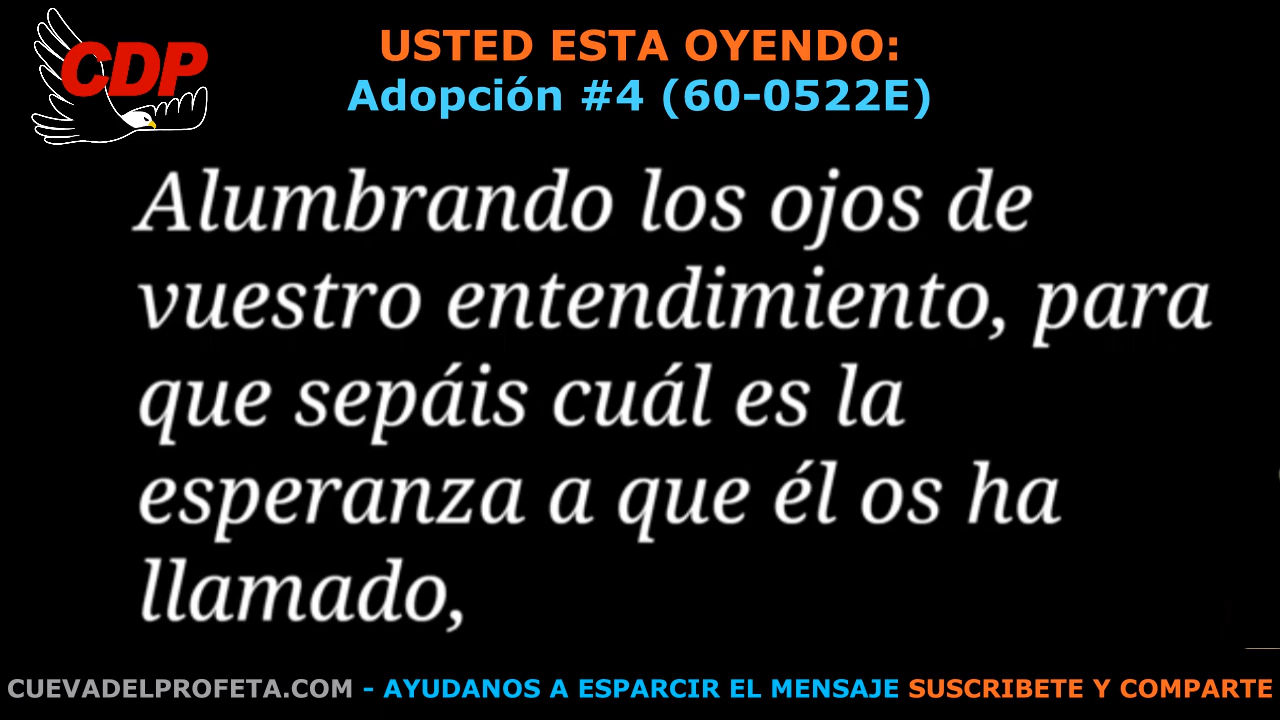 CDP
USTED ESTA OYENDO:
Adopción #4 (60-0522E)
Alumbrando los ojos de
vuestro entendimiento, para
que sepáis cuál es la
esperanza a que él os ha
llamado,
CUEVADELPROFETA.COM - AYUDANOS A ESPARCIR EL MENSAJE SUSCRIBETE Y COMPARTE